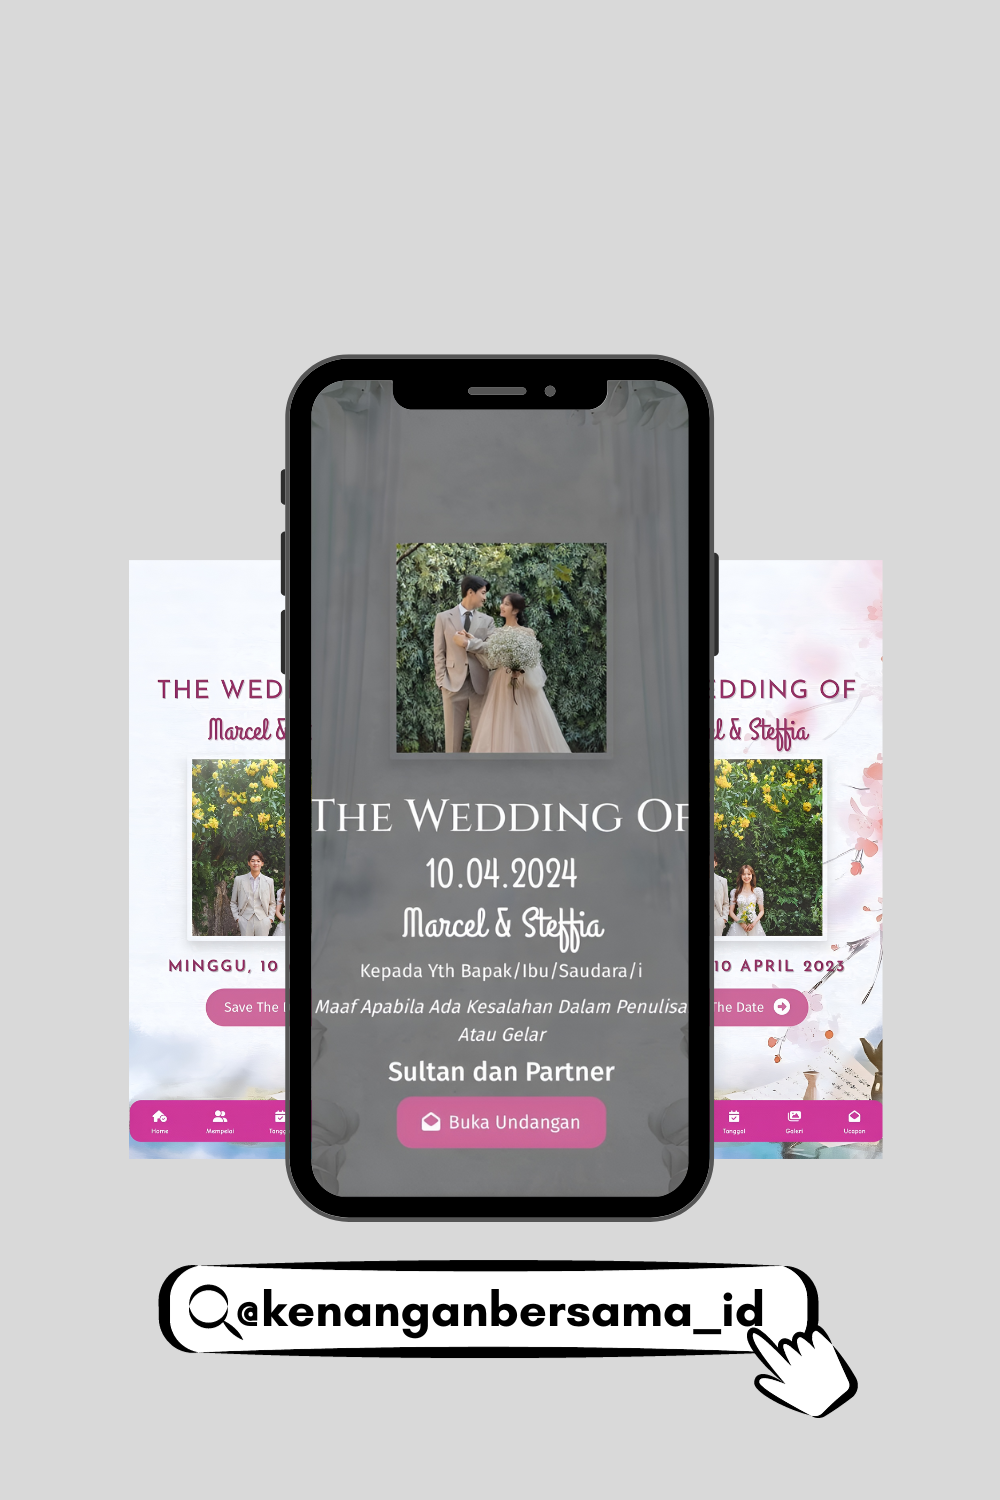 THE WEDDING OF
10.04.2024
Marcel & Steffia
Kepada Yth Bapak/Ibu/Saudara/i
Maaf Apabila Ada Kesalahan Dalam Penulisa
Atau Gelar
Sultan dan Partner
Buka Undangan
THE WED
Marcel &
MINGGU, 10
Save The
Home Mempelai Tangg
EDDING OF
l & Steffia
10 APRIL 2023
The Date
Tanggal Galeri Ucapan
@kenanganbersama_id